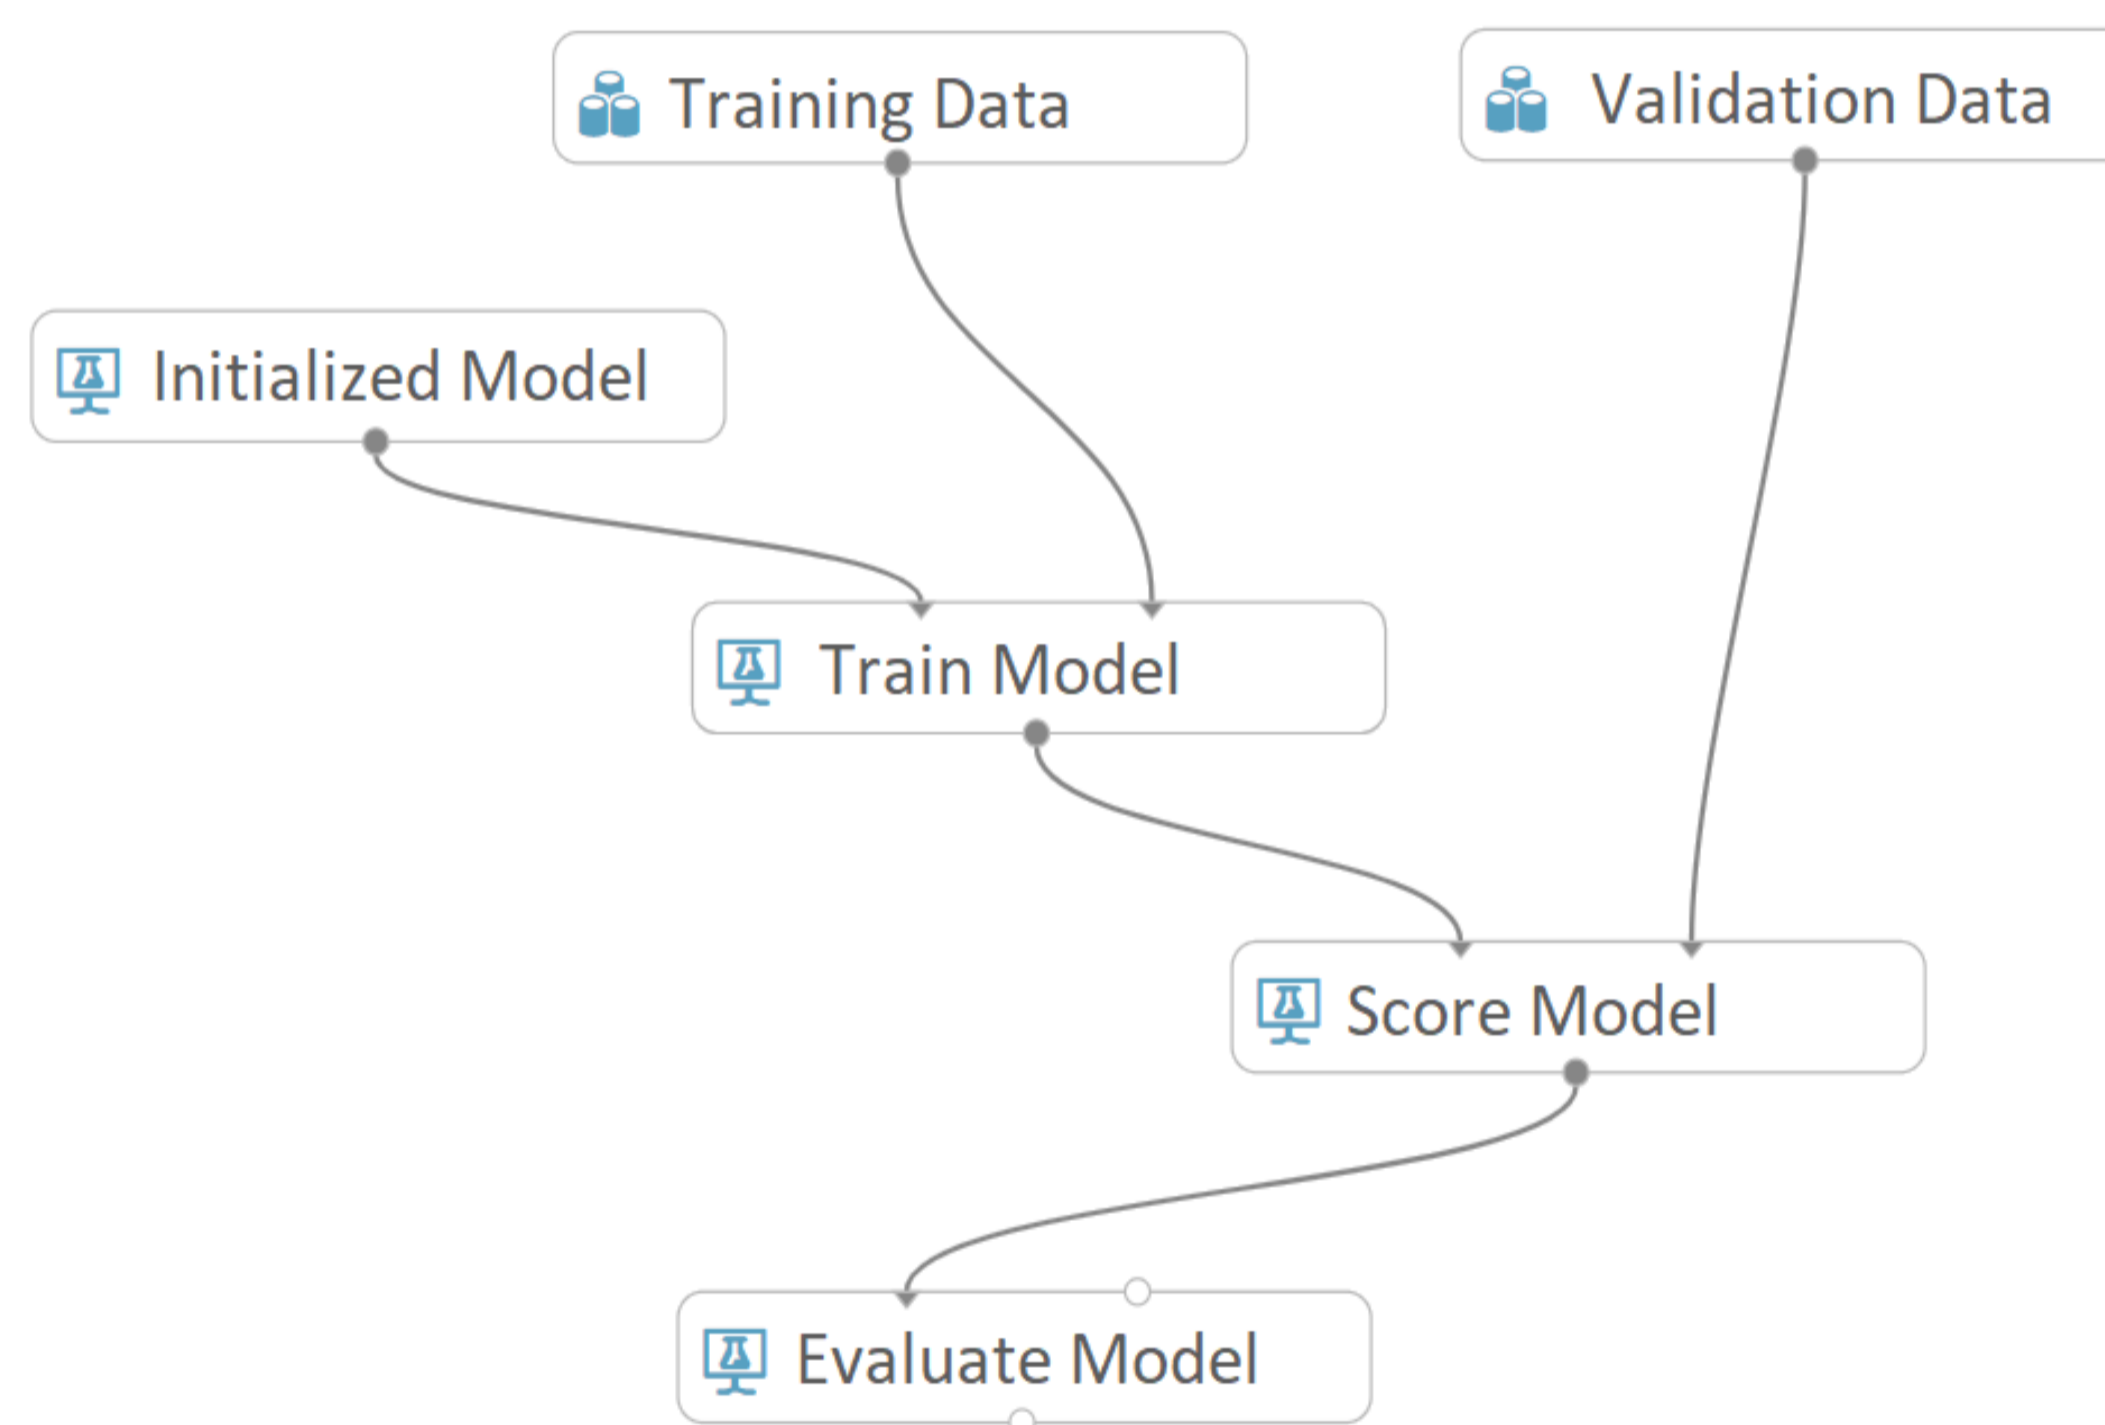 Training Data
Validation Data
Initialized Model
Train Model
Score Model
Evaluate Model